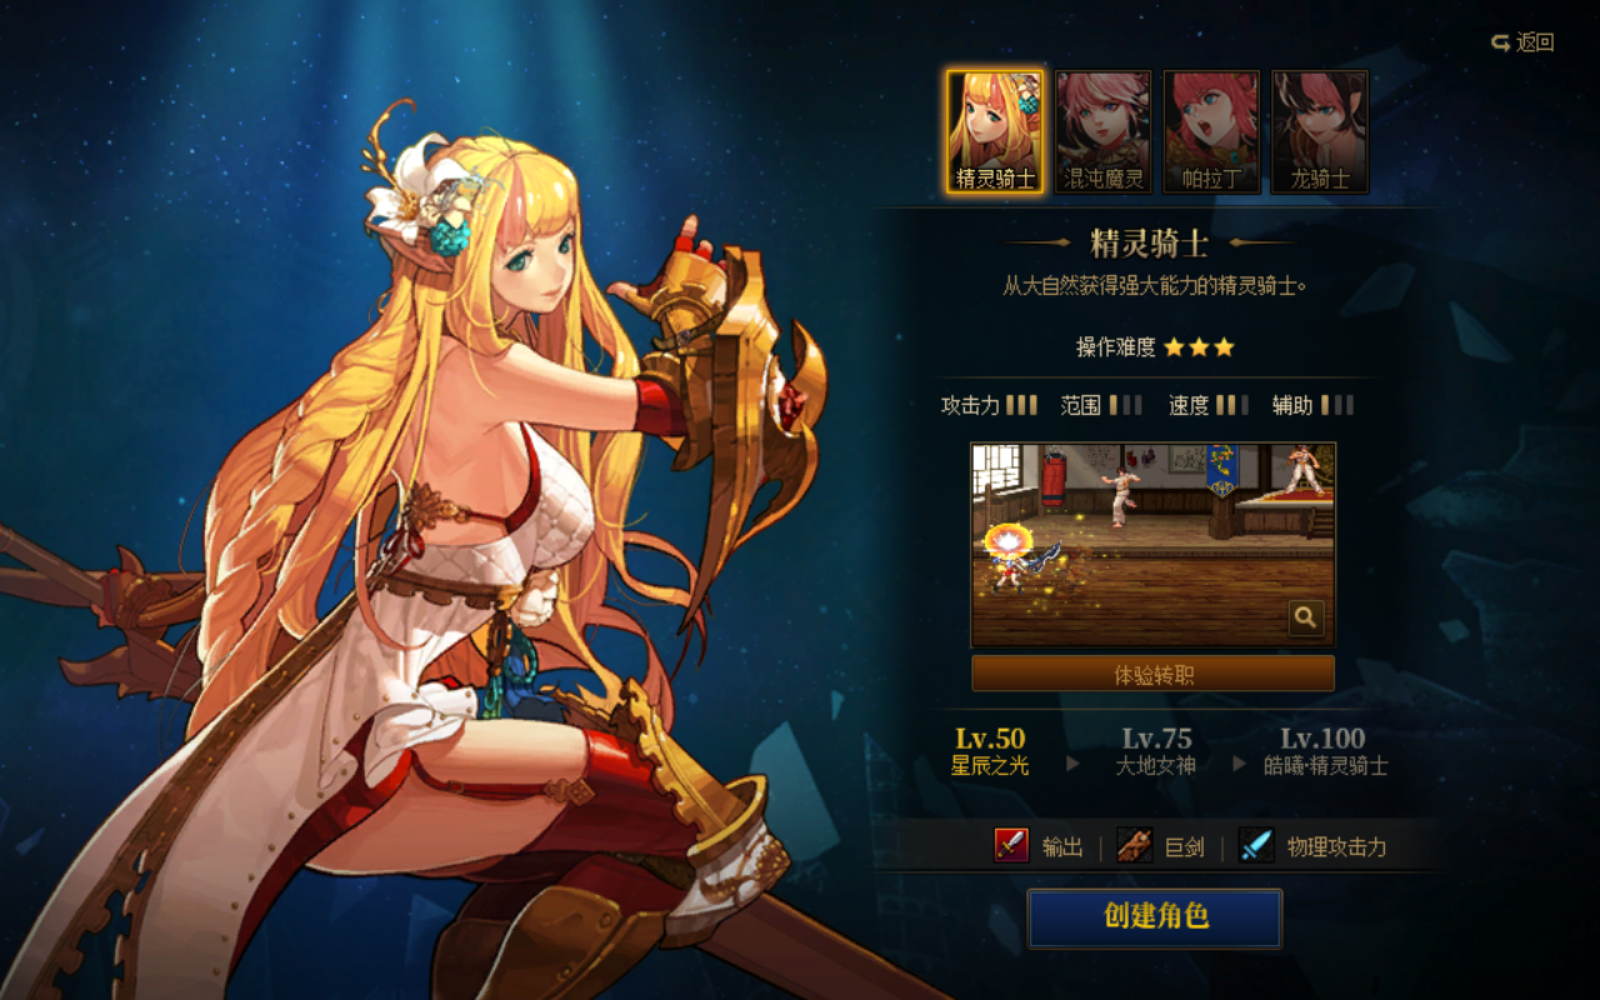 返回
精灵骑士 混沌魔灵 帕拉丁 龙骑士
精灵骑士
从大自然获得强大能力的精灵骑士。
操作难度
攻击力 范围 速度 辅助
体验转职
Lv.50 Lv.75 Lv.100
星辰之光 大地女神 皓曦·精灵骑士
输出 | 巨剑 | 物理攻击力
创建角色